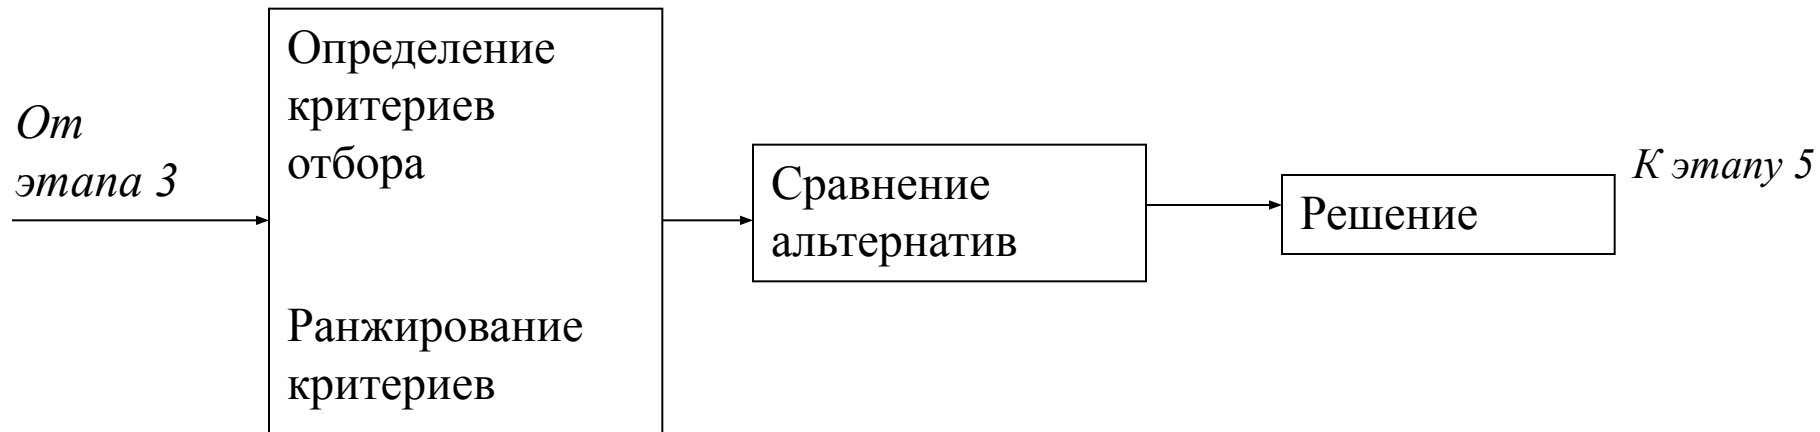 От
этапа 3
Определение
критериев
отбора
Ранжирование
критериев
Сравнение
альтернатив
Решение
К этапу 5